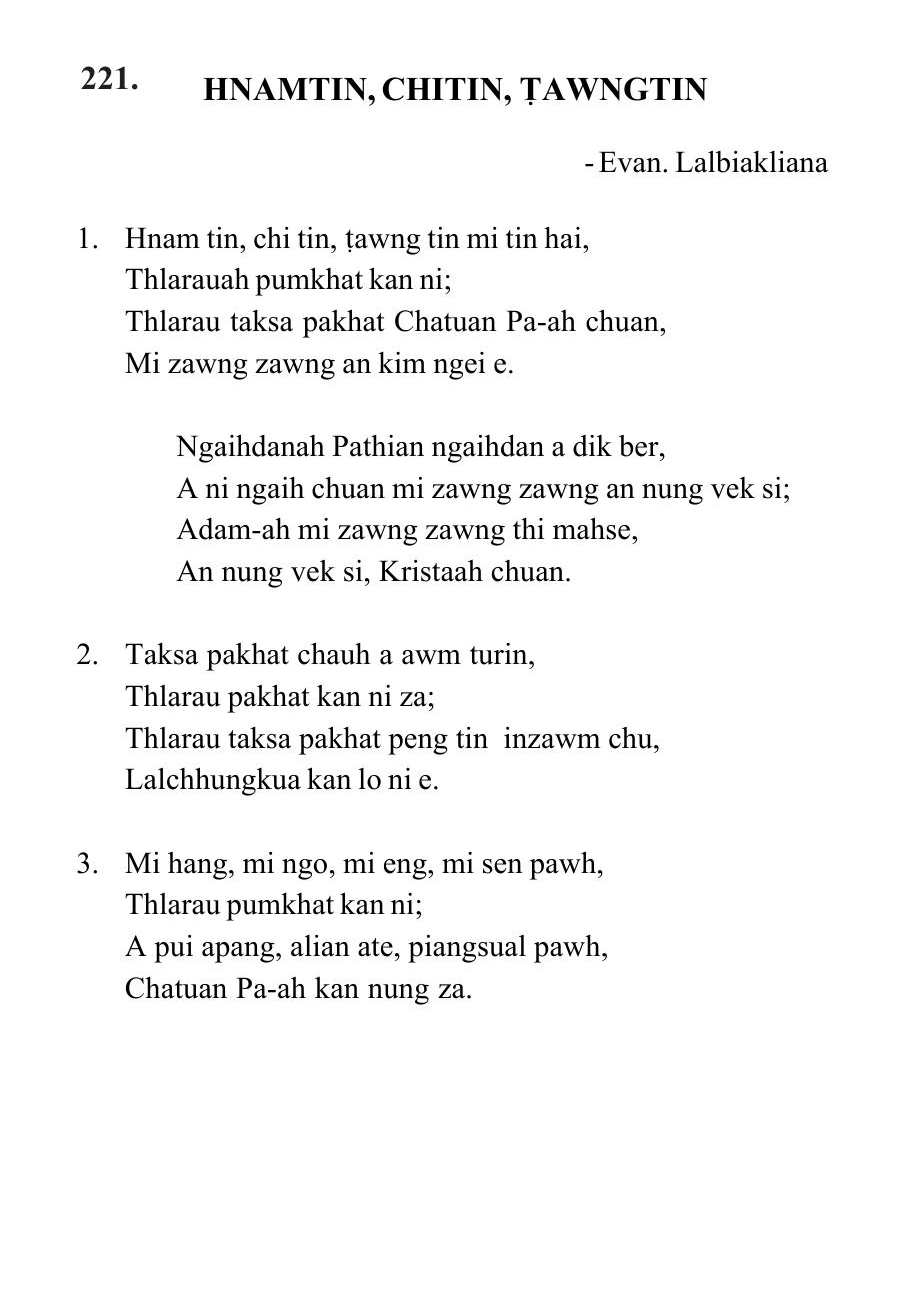 221. HNAMTIN, CHITIN, ṬAWNGTIN
- Evan. Lalbiakliana
1. Hnam tin, chi tin, ṭawng tin mi tin hai,
Thlarauah pumkhat kan ni;
Thlarau taksa pakhat Chatuan Pa-ah chuan,
Mi zawng zawng an kim ngei e.
Ngaihdanah Pathian ngaihdan a dik ber,
A ni ngaih chuan mi zawng zawng an nung vek si;
Adam-ah mi zawng zawng thi mahse,
An nung vek si, Kristaah chuan.
2. Taksa pakhat chauh a awm turin,
Thlarau pakhat kan ni za;
Thlarau taksa pakhat peng tin inzawm chu,
Lalchhungkua kan lo ni e.
3. Mi hang, mi ngo, mi eng, mi sen pawh,
Thlarau pumkhat kan ni;
A pui apang, alian ate, piangsual pawh,
Chatuan Pa-ah kan nung za.